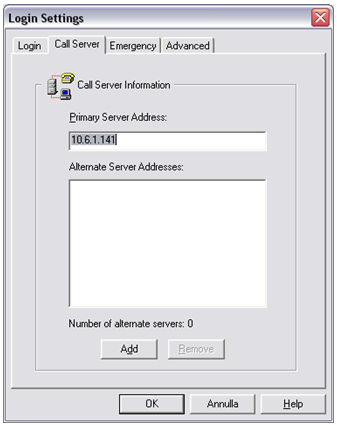 Login Settings
Login Call Server Emergency Advanced
Call Server Information
Primary Server Address:
10.6.1.141
Alternate Server Addresses:
Number of alternate servers: 0
Add Remove
OK Annulla Help